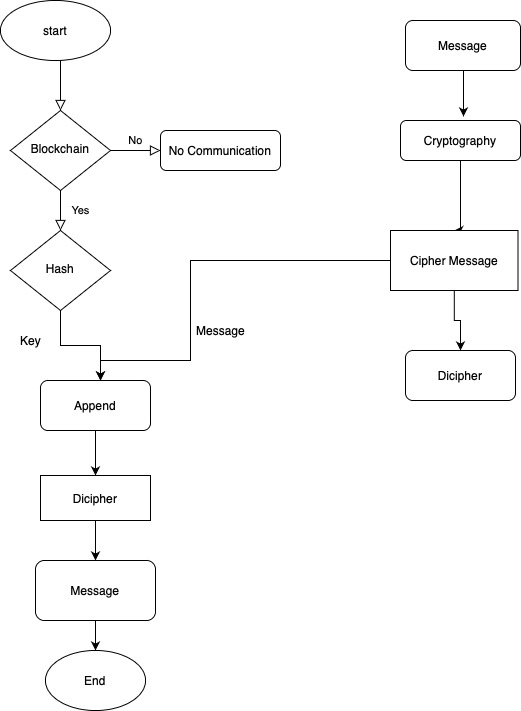 start
Message
Blockchain
No
No Communication
Cryptography
Yes
Hash
Cipher Message
Key
Message
Append
Dicipher
Dicipher
Message
End